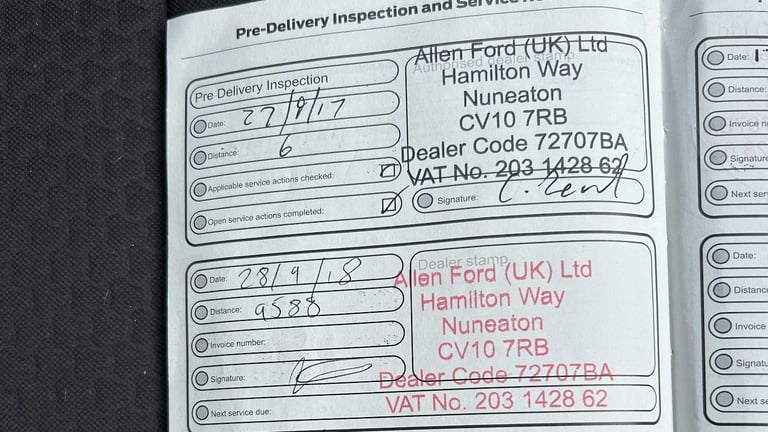 Pre-Delivery Inspection and Service
Pre Delivery Inspection
Date: 27/9/17
Distance: 6
Applicable service actions checked:
Open service actions completed:
Authorised dealer stamp
Allen Ford (UK) Ltd
Hamilton Way
Nuneaton
CV10 7RB
Dealer Code 72707BA
VAT No. 203 1428 62
Signature:
Date: 28/9/18
Distance: 9588
Invoice number:
Signature:
Next service due:
Dealer stamp
Allen Ford (UK) Ltd
Hamilton Way
Nuneaton
CV10 7RB
Dealer Code 72707BA
VAT No. 203 1428 62
Date: 1
Distance:
Invoice n
Signature
Next ser
Date:
Distance
Invoice
Signatu
Next se